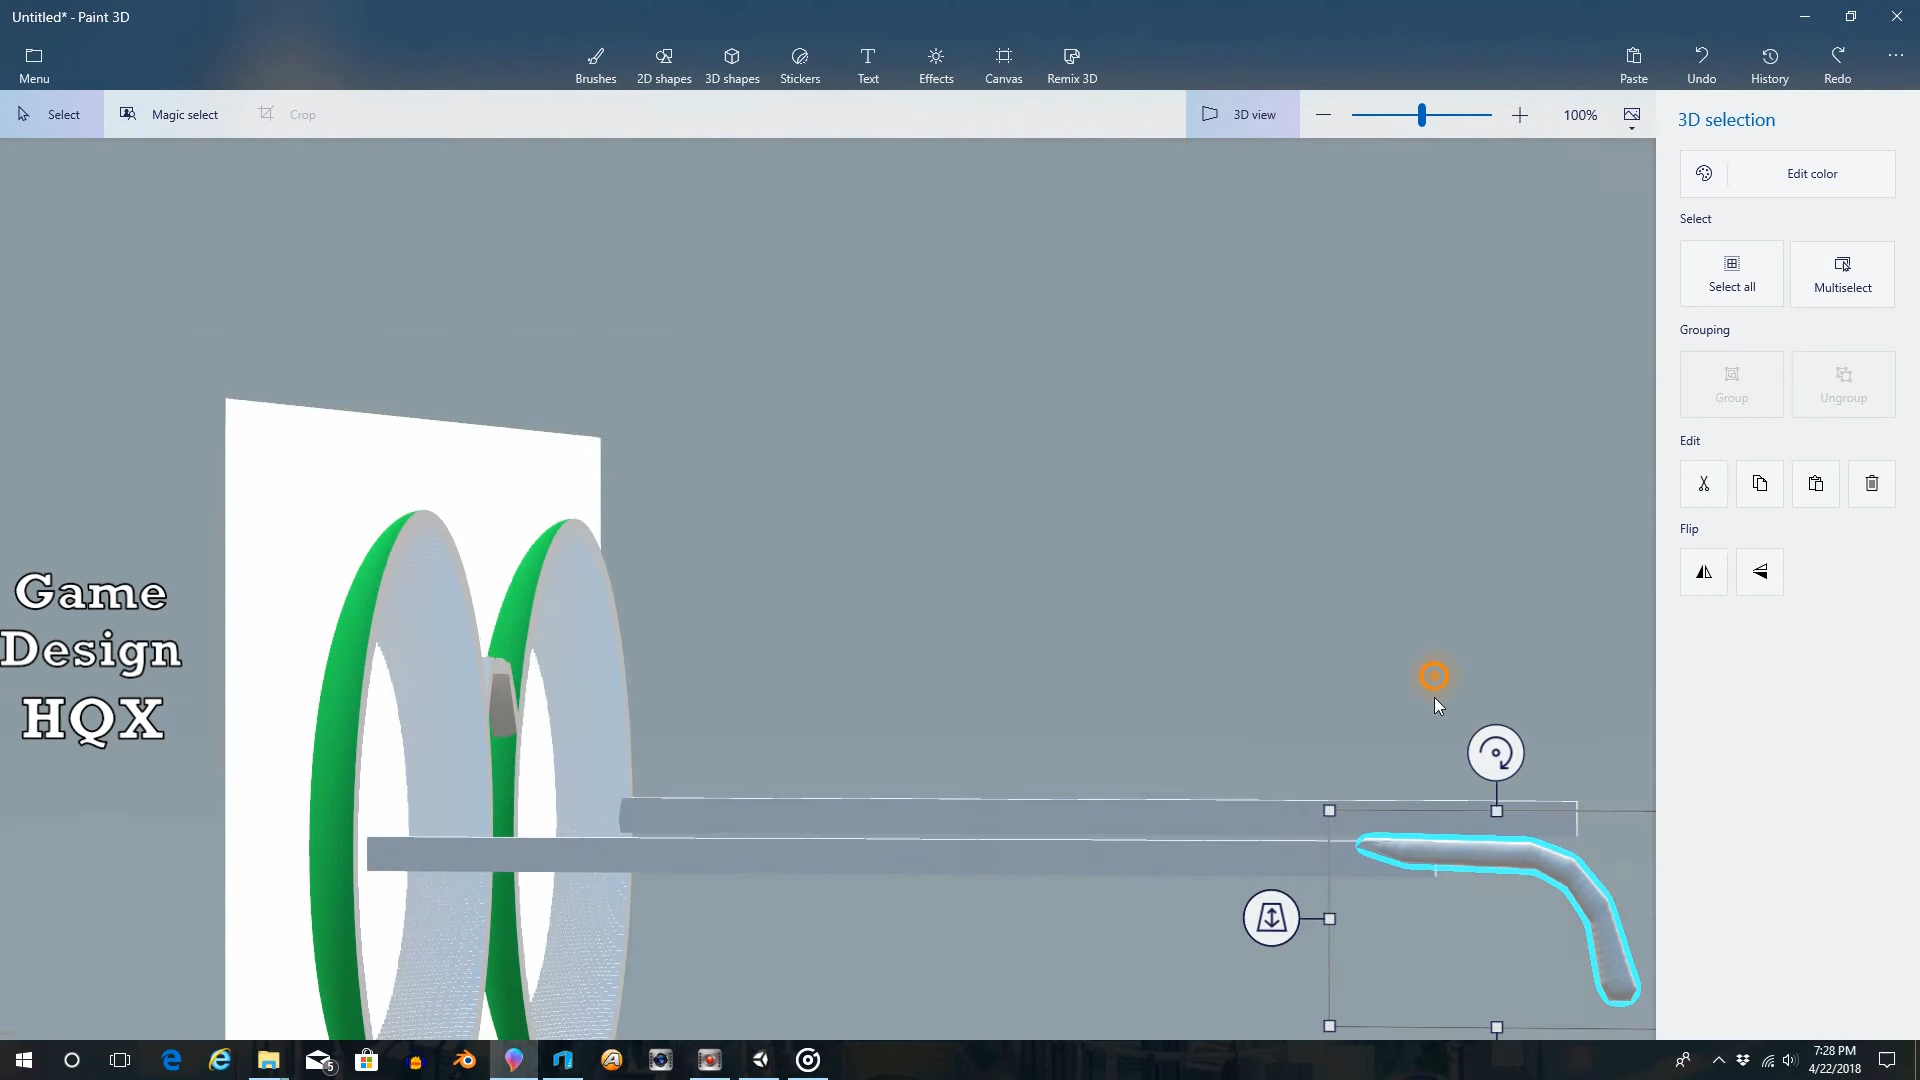 Untitled* - Paint 3D
Menu
Brushes
2D shapes
3D shapes
Stickers
Text
Effects
Canvas
Remix 3D
Paste
Undo
History
Redo
Select
Magic select
Crop
3D view
100%
3D selection
Edit color
Select
Select all
Multiselect
Grouping
Group
Ungroup
Edit
Flip
Game
Design
HQX
5
7:28 PM
4/22/2018